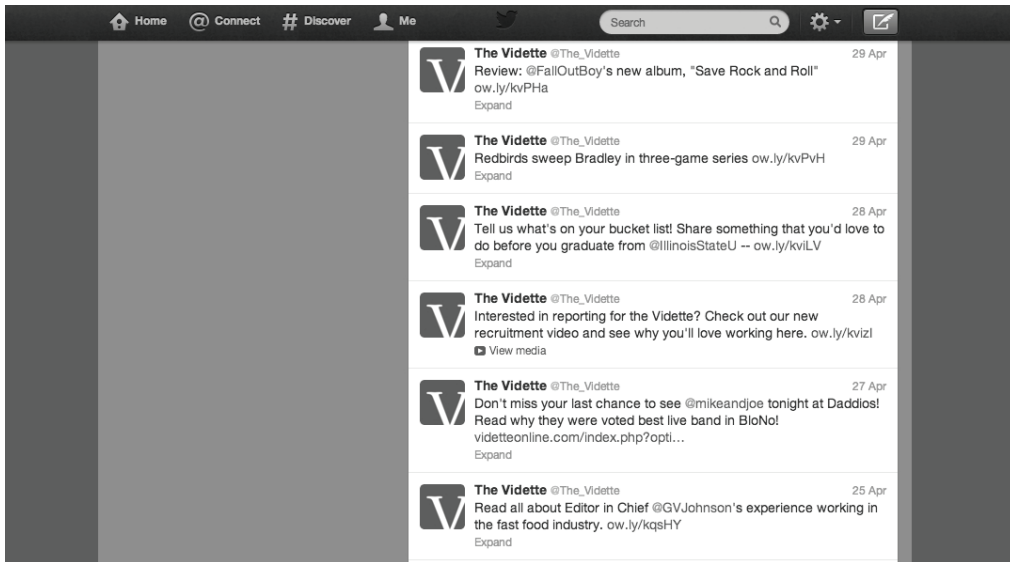 Home @ Connect # Discover Me Search
The Vidette @The_Vidette 29 Apr
Review: @FallOutBoy's new album, "Save Rock and Roll"
ow.ly/kvPHa
Expand
The Vidette @The_Vidette 29 Apr
Redbirds sweep Bradley in three-game series ow.ly/kvPvH
Expand
The Vidette @The_Vidette 28 Apr
Tell us what's on your bucket list! Share something that you'd love to
do before you graduate from @IllinoisStateU -- ow.ly/kviLV
Expand
The Vidette @The_Vidette 28 Apr
Interested in reporting for the Vidette? Check out our new
recruitment video and see why you'll love working here. ow.ly/kvizI
View media
The Vidette @The_Vidette 27 Apr
Don't miss your last chance to see @mikeandjoe tonight at Daddios!
Read why they were voted best live band in BloNo!
videtteonline.com/index.php?opti...
Expand
The Vidette @The_Vidette 25 Apr
Read all about Editor in Chief @GVJohnson's experience working in
the fast food industry. ow.ly/kqsHY
Expand